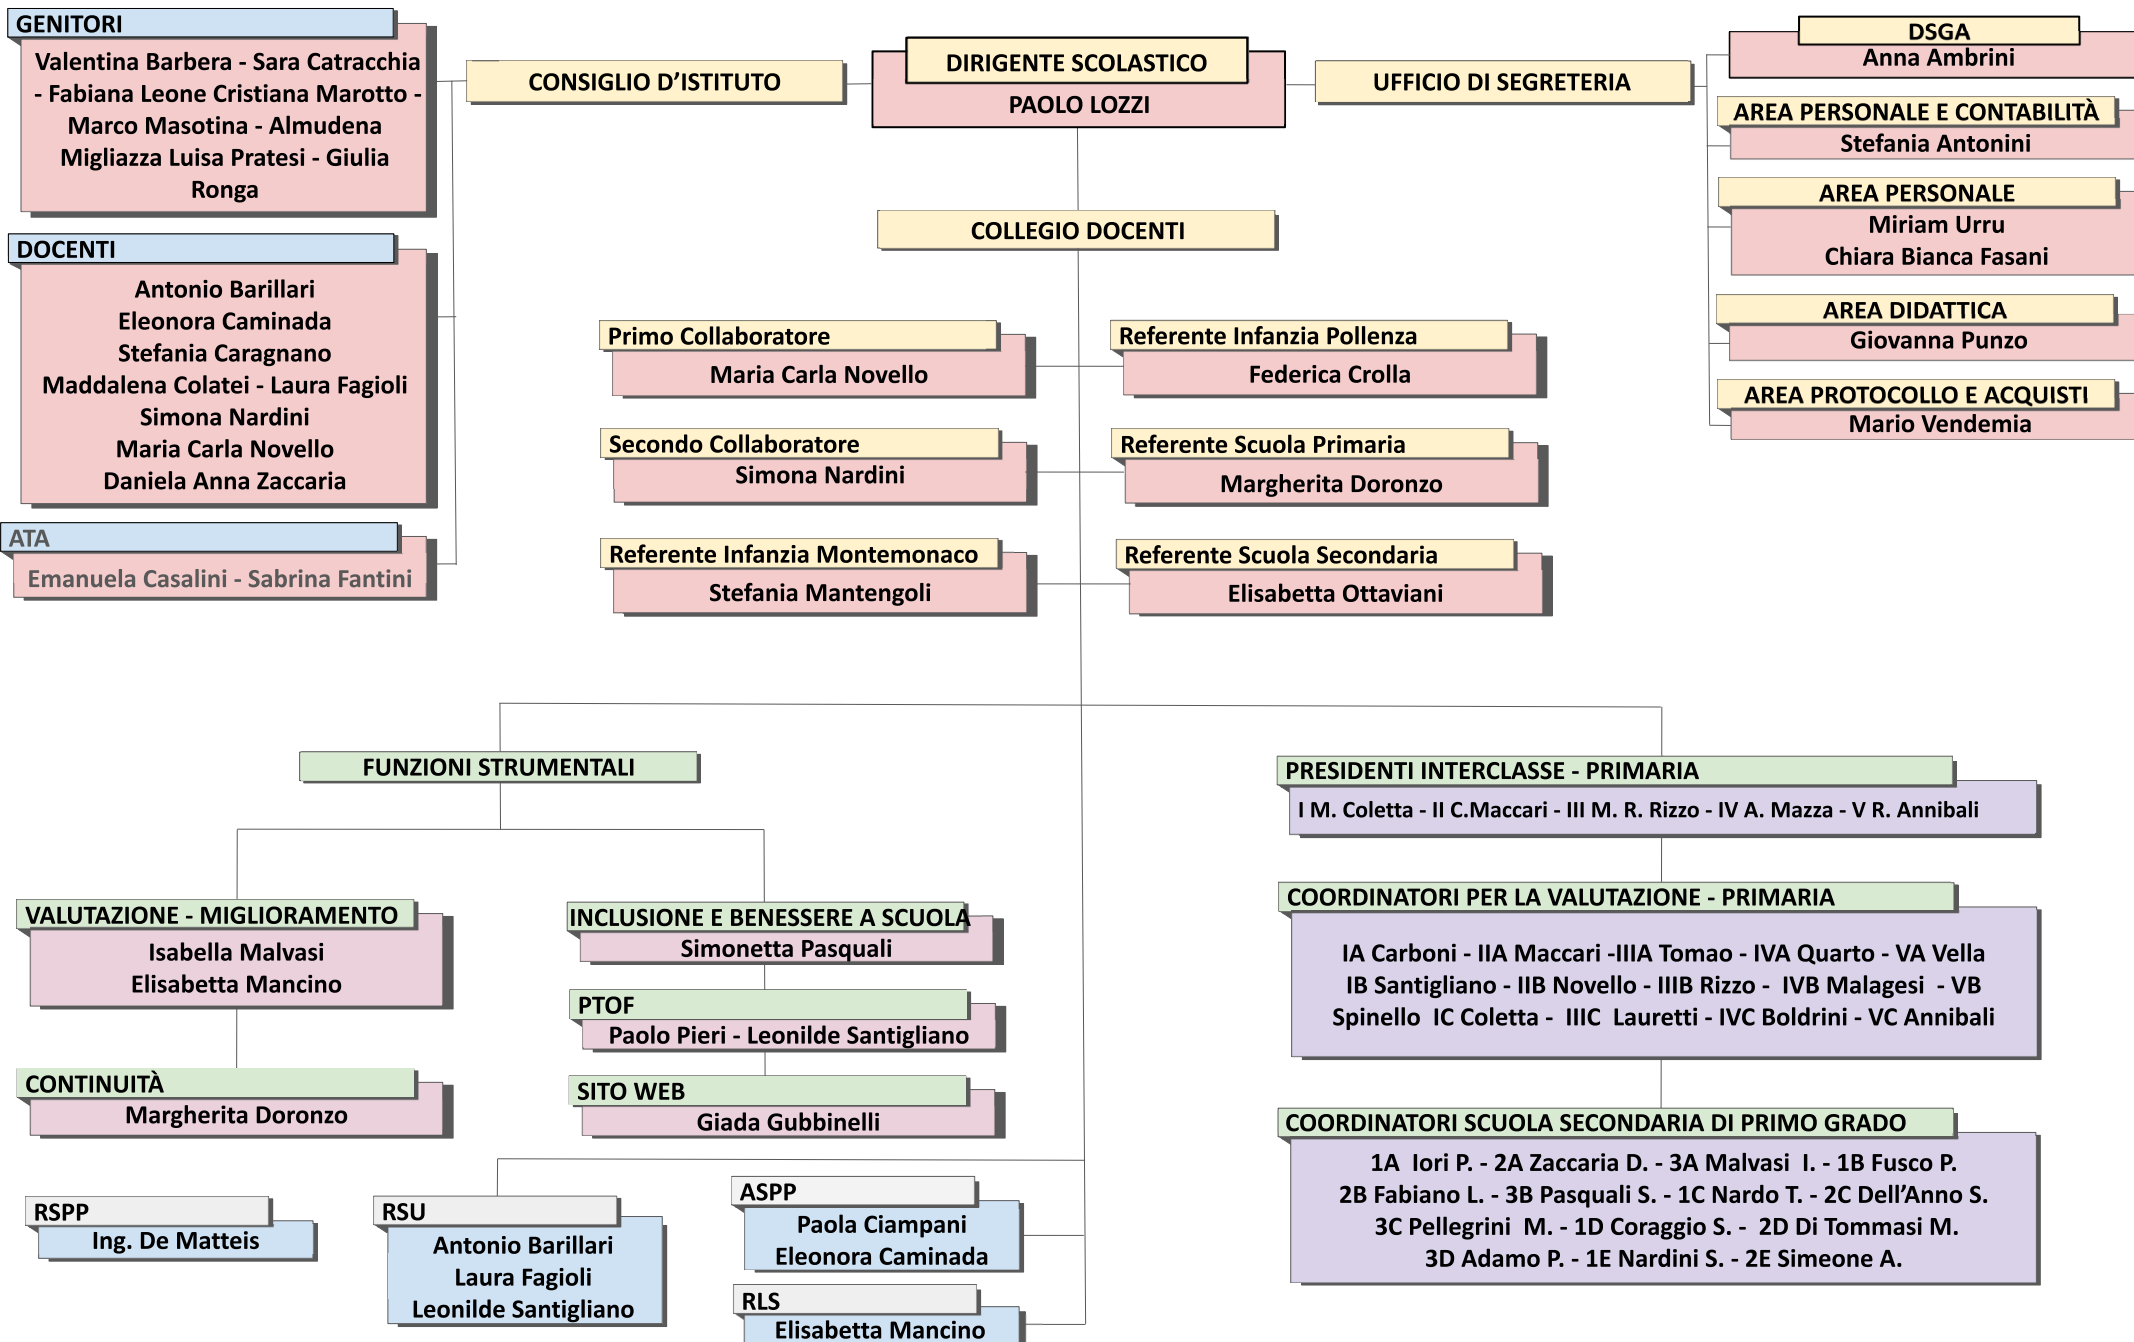 GENITORI
Valentina Barbera - Sara Catracchia
- Fabiana Leone Cristiana Marotto -
Marco Masotina - Almudena
Migliazza Luisa Pratesi - Giulia
Ronga
DOCENTI
Antonio Barillari
Eleonora Caminada
Stefania Caragnano
Maddalena Colatei - Laura Fagioli
Simona Nardini
Maria Carla Novello
Daniela Anna Zaccaria
ATA
Emanuela Casalini - Sabrina Fantini
CONSIGLIO D’ISTITUTO
DIRIGENTE SCOLASTICO
PAOLO LOZZI
UFFICIO DI SEGRETERIA
DSGA
Anna Ambrini
AREA PERSONALE E CONTABILITÀ
Stefania Antonini
AREA PERSONALE
Miriam Urru
Chiara Bianca Fasani
AREA DIDATTICA
Giovanna Punzo
AREA PROTOCOLLO E ACQUISTI
Mario Vendemia
COLLEGIO DOCENTI
Primo Collaboratore
Maria Carla Novello
Referente Infanzia Pollenza
Federica Crolla
Secondo Collaboratore
Simona Nardini
Referente Scuola Primaria
Margherita Doronzo
Referente Infanzia Montemonaco
Stefania Mantengoli
Referente Scuola Secondaria
Elisabetta Ottaviani
FUNZIONI STRUMENTALI
VALUTAZIONE - MIGLIORAMENTO
Isabella Malvasi
Elisabetta Mancino
CONTINUITÀ
Margherita Doronzo
INCLUSIONE E BENESSERE A SCUOLA
Simonetta Pasquali
PTOF
Paolo Pieri - Leonilde Santigliano
SITO WEB
Giada Gubbinelli
PRESIDENTI INTERCLASSE - PRIMARIA
I M. Coletta - II C.Maccari - III M. R. Rizzo - IV A. Mazza - V R. Annibali
COORDINATORI PER LA VALUTAZIONE - PRIMARIA
IA Carboni - IIA Maccari -IIIA Tomao - IVA Quarto - VA Vella
IB Santigliano - IIB Novello - IIIB Rizzo - IVB Malagesi - VB
Spinello IC Coletta - IIIC Lauretti - IVC Boldrini - VC Annibali
COORDINATORI SCUOLA SECONDARIA DI PRIMO GRADO
1A Iori P. - 2A Zaccaria D. - 3A Malvasi I. - 1B Fusco P.
2B Fabiano L. - 3B Pasquali S. - 1C Nardo T. - 2C Dell’Anno S.
3C Pellegrini M. - 1D Coraggio S. - 2D Di Tommasi M.
3D Adamo P. - 1E Nardini S. - 2E Simeone A.
RSPP
Ing. De Matteis
RSU
Antonio Barillari
Laura Fagioli
Leonilde Santigliano
ASPP
Paola Ciampani
Eleonora Caminada
RLS
Elisabetta Mancino